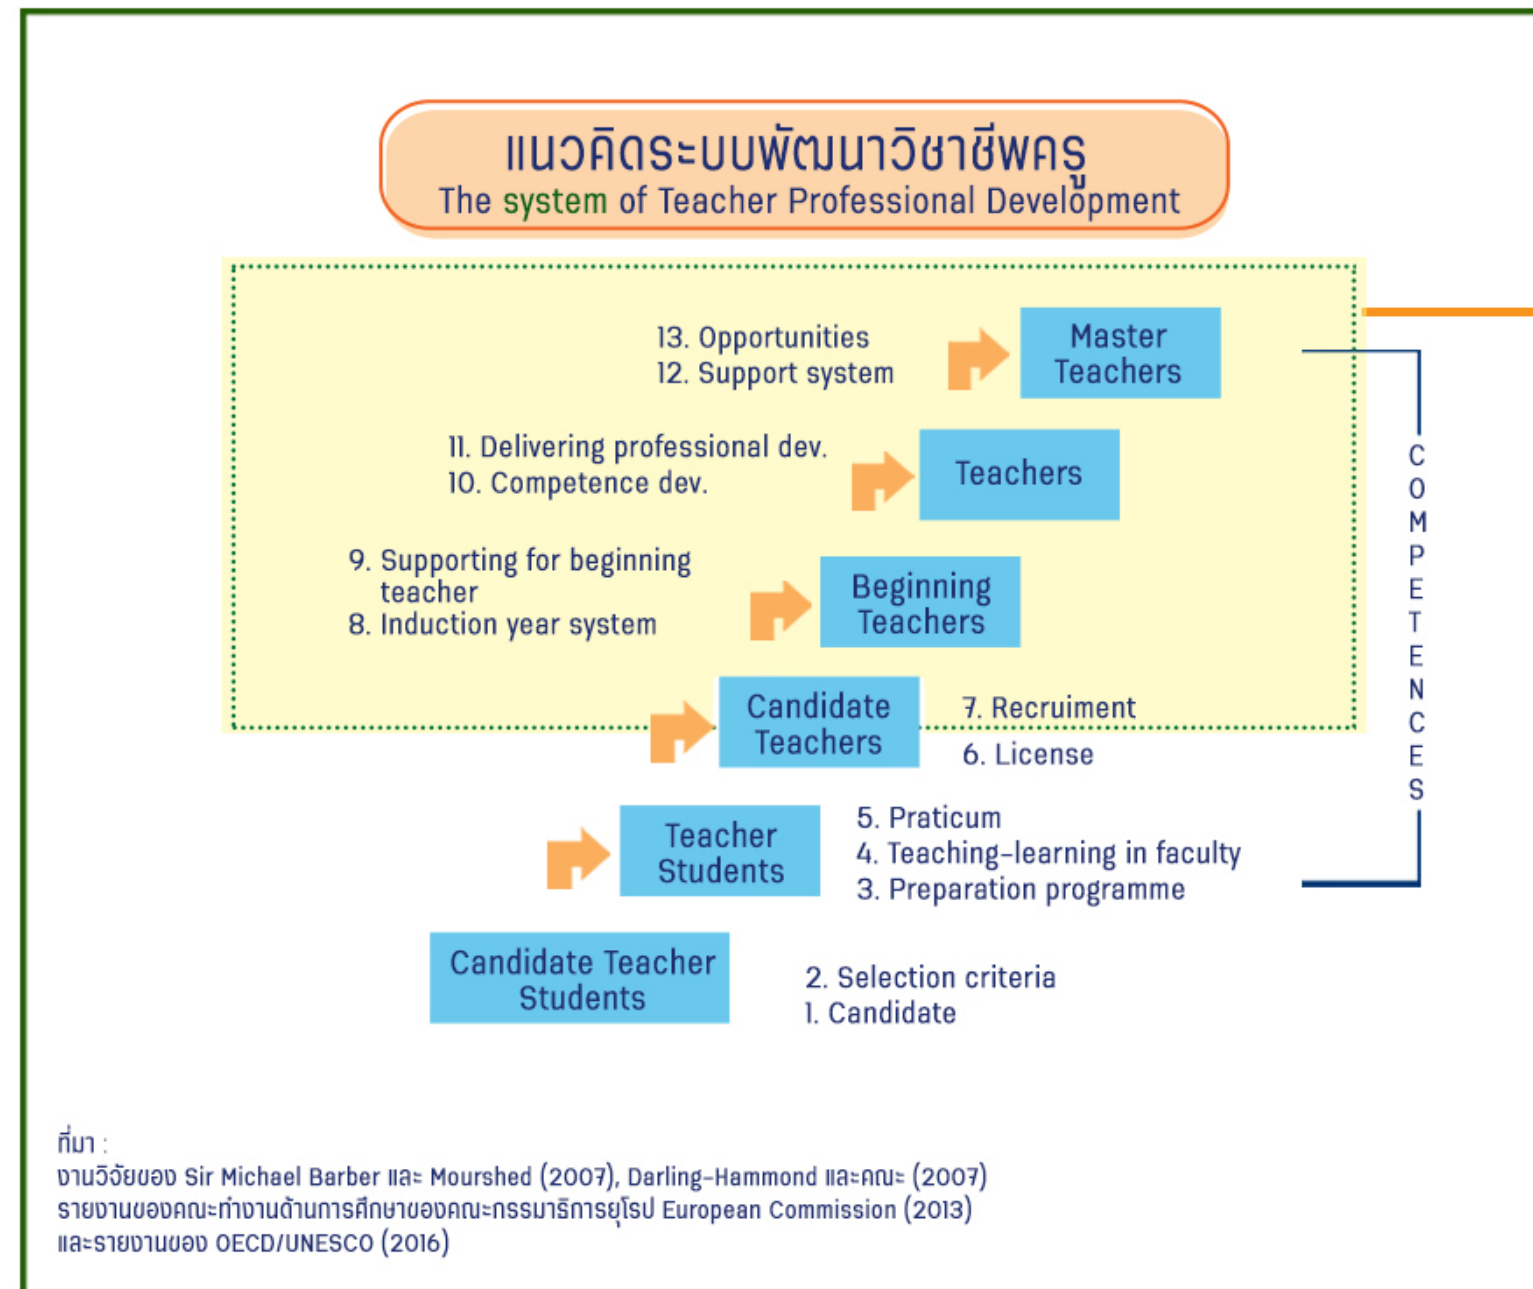 แนวคิดระบบพัฒนาวิชาชีพครู
The system of Teacher Professional Development
13. Opportunities
12. Support system
Master
Teachers
11. Delivering professional dev.
10. Competence dev.
Teachers
9. Supporting for beginning
teacher
8. Induction year system
Beginning
Teachers
Candidate
Teachers
7. Recruiment
6. License
Teacher
Students
5. Praticum
4. Teaching-learning in faculty
3. Preparation programme
Candidate Teacher
Students
2. Selection criteria
1. Candidate
COMPETENCES
ที่มา :
งานวิจัยของ Sir Michael Barber และ Mourshed (2007), Darling-Hammond และคณะ (2007)
รายงานของคณะทำงานด้านการศึกษาของคณะกรรมาธิการยุโรป European Commission (2013)
และรายงานของ OECD/UNESCO (2016)